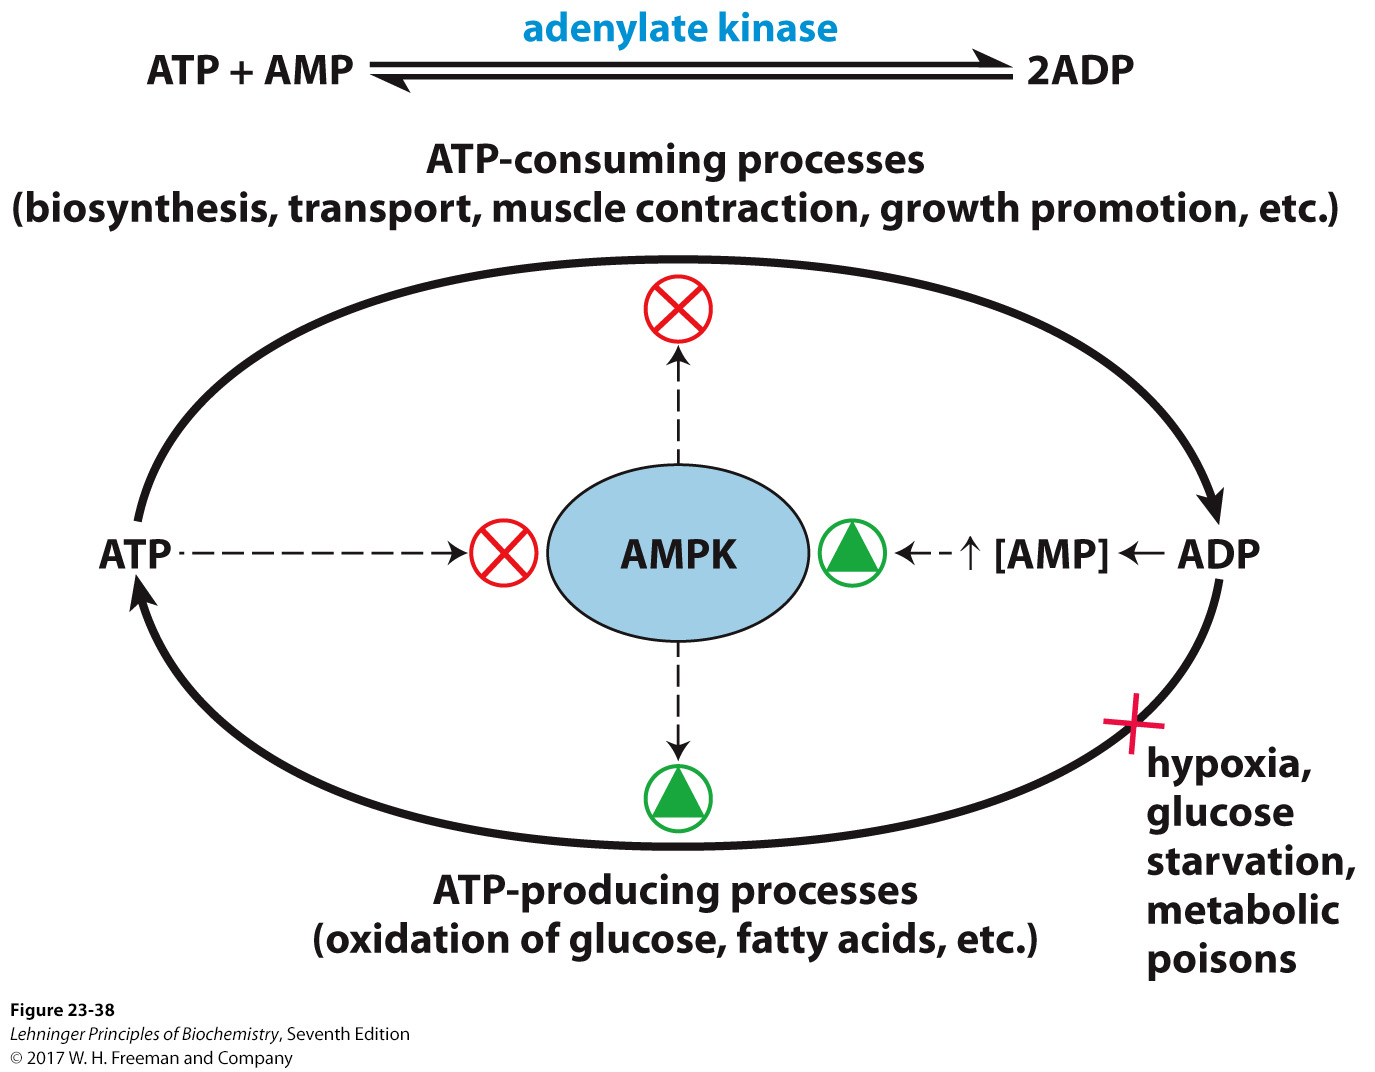 adenylate kinase
ATP + AMP 2ADP
ATP-consuming processes
(biosynthesis, transport, muscle contraction, growth promotion, etc.)
ATP AMPK ↑ [AMP] ADP
hypoxia,
glucose
starvation,
metabolic
poisons
ATP-producing processes
(oxidation of glucose, fatty acids, etc.)
Figure 23-38
Lehninger Principles of Biochemistry, Seventh Edition
© 2017 W. H. Freeman and Company